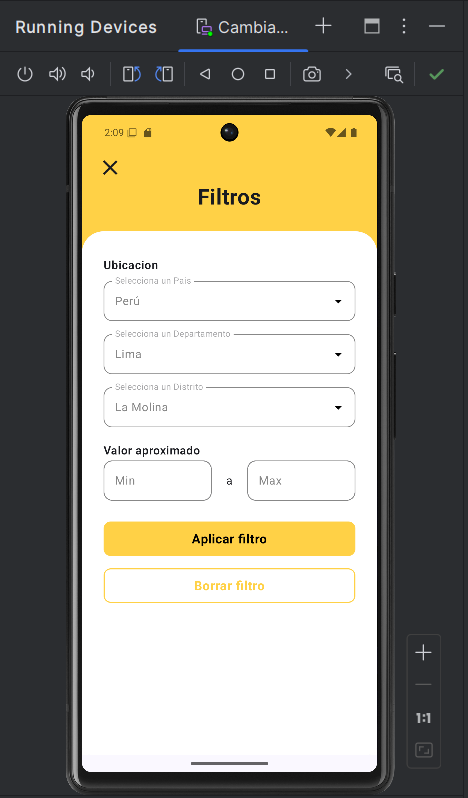 Running Devices
Cambia...
2:09
Filtros
Ubicacion
Selecciona un Pais
Perú
Selecciona un Departamento
Lima
Selecciona un Distrito
La Molina
Valor aproximado
Min a Max
Aplicar filtro
Borrar filtro
1:1